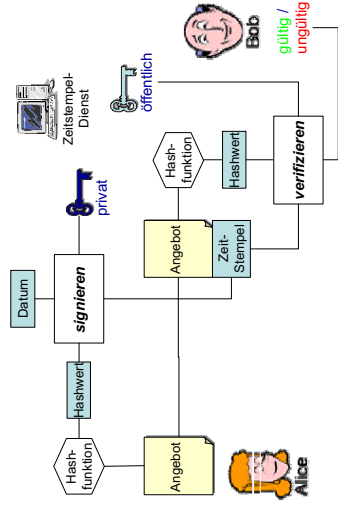 Bob
gültig /
ungültig
Zeitstempel-
Dienst
öffentlich
privat
Datum
signieren
Hashwert
Hash-
funktion
Angebot
Alice
Hash-
funktion
Hashwert
Angebot
Zeit-
Stempel
verifizieren